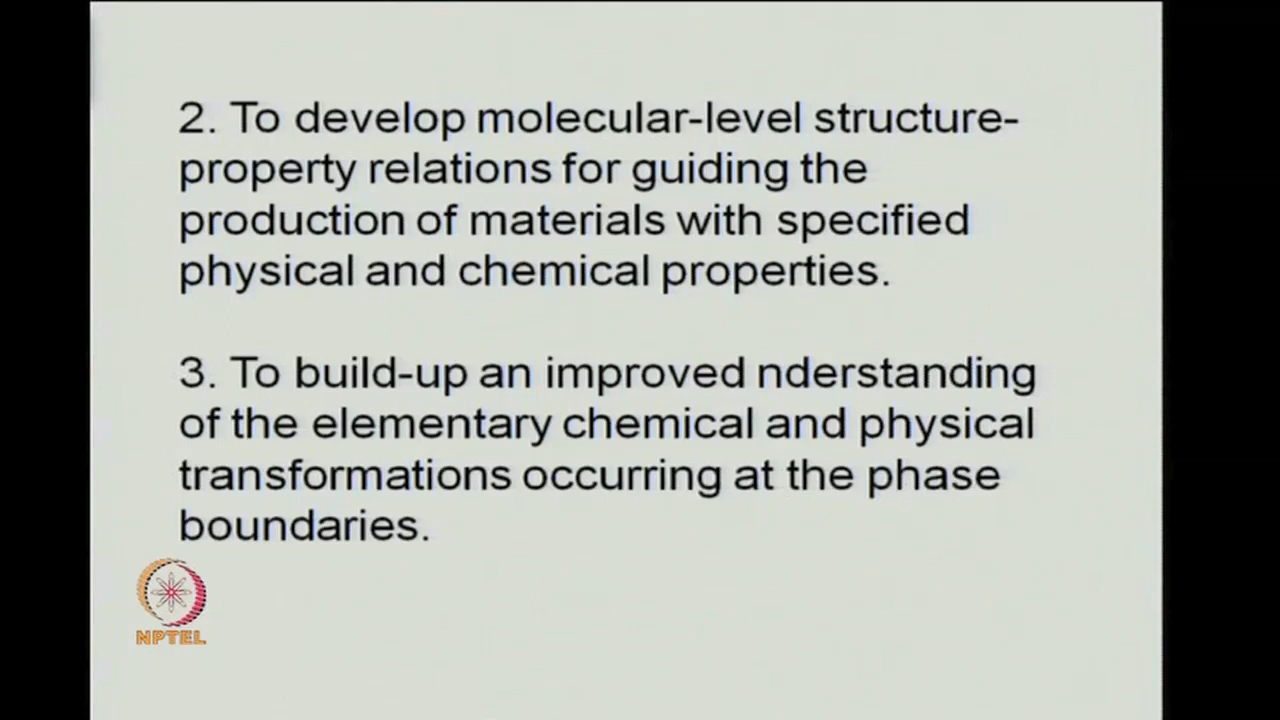 2. To develop molecular-level structure-
property relations for guiding the
production of materials with specified
physical and chemical properties.
3. To build-up an improved nderstanding
of the elementary chemical and physical
transformations occurring at the phase
boundaries.
NPTEL